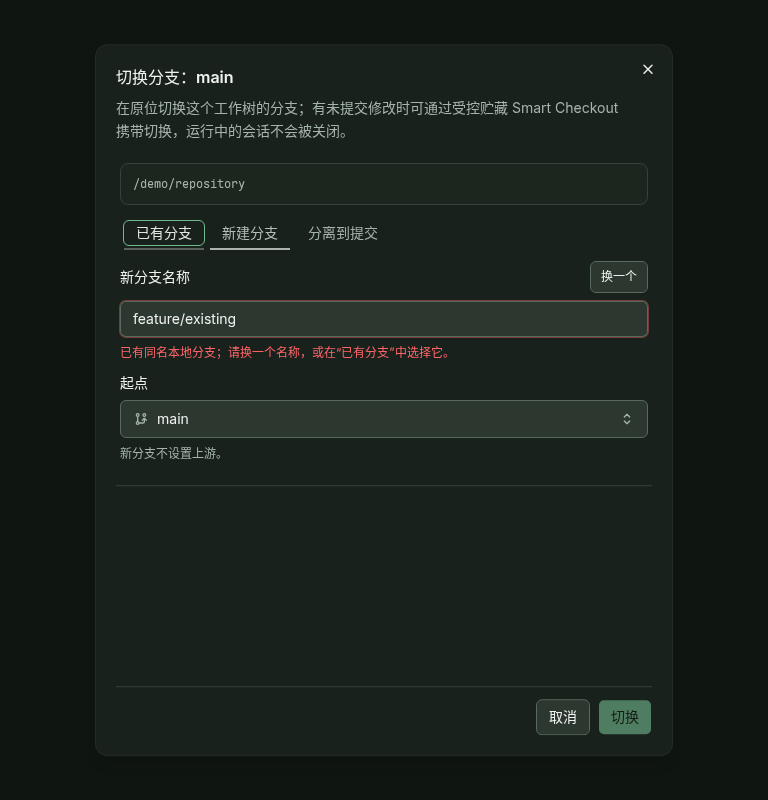 切换分支：main
在原位切换这个工作树的分支；有未提交修改时可通过受控贮藏 Smart Checkout
携带切换，运行中的会话不会被关闭。
/demo/repository
已有分支 新建分支 分离到提交
新分支名称 换一个
feature/existing
已有同名本地分支；请换一个名称，或在“已有分支”中选择它。
起点
main
新分支不设置上游。
取消 切换